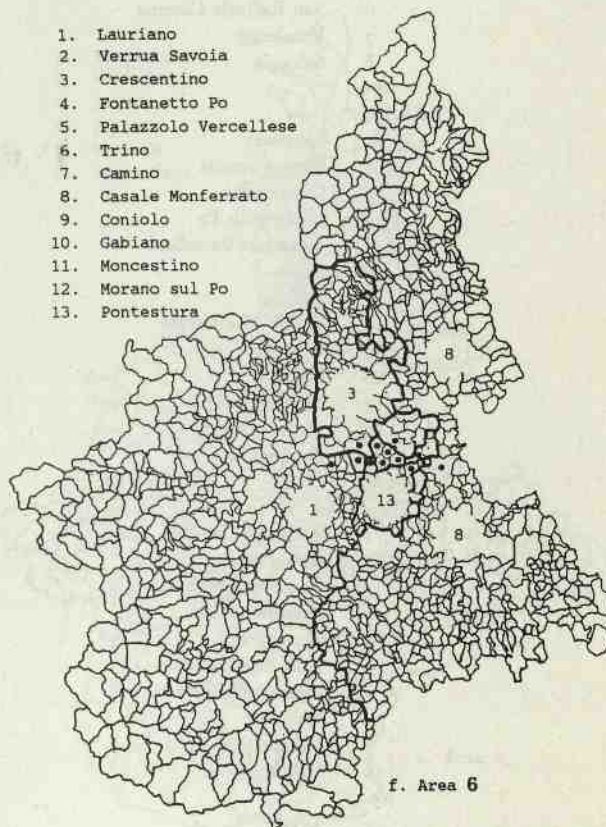 1. Lauriano
2. Verrua Savoia
3. Crescentino
4. Fontanetto Po
5. Palazzolo Vercellese
6. Trino
7. Camino
8. Casale Monferrato
9. Coniolo
10. Gabiano
11. Moncestino
12. Morano sul Po
13. Pontestura
8
3
13
1
8
f. Area 6